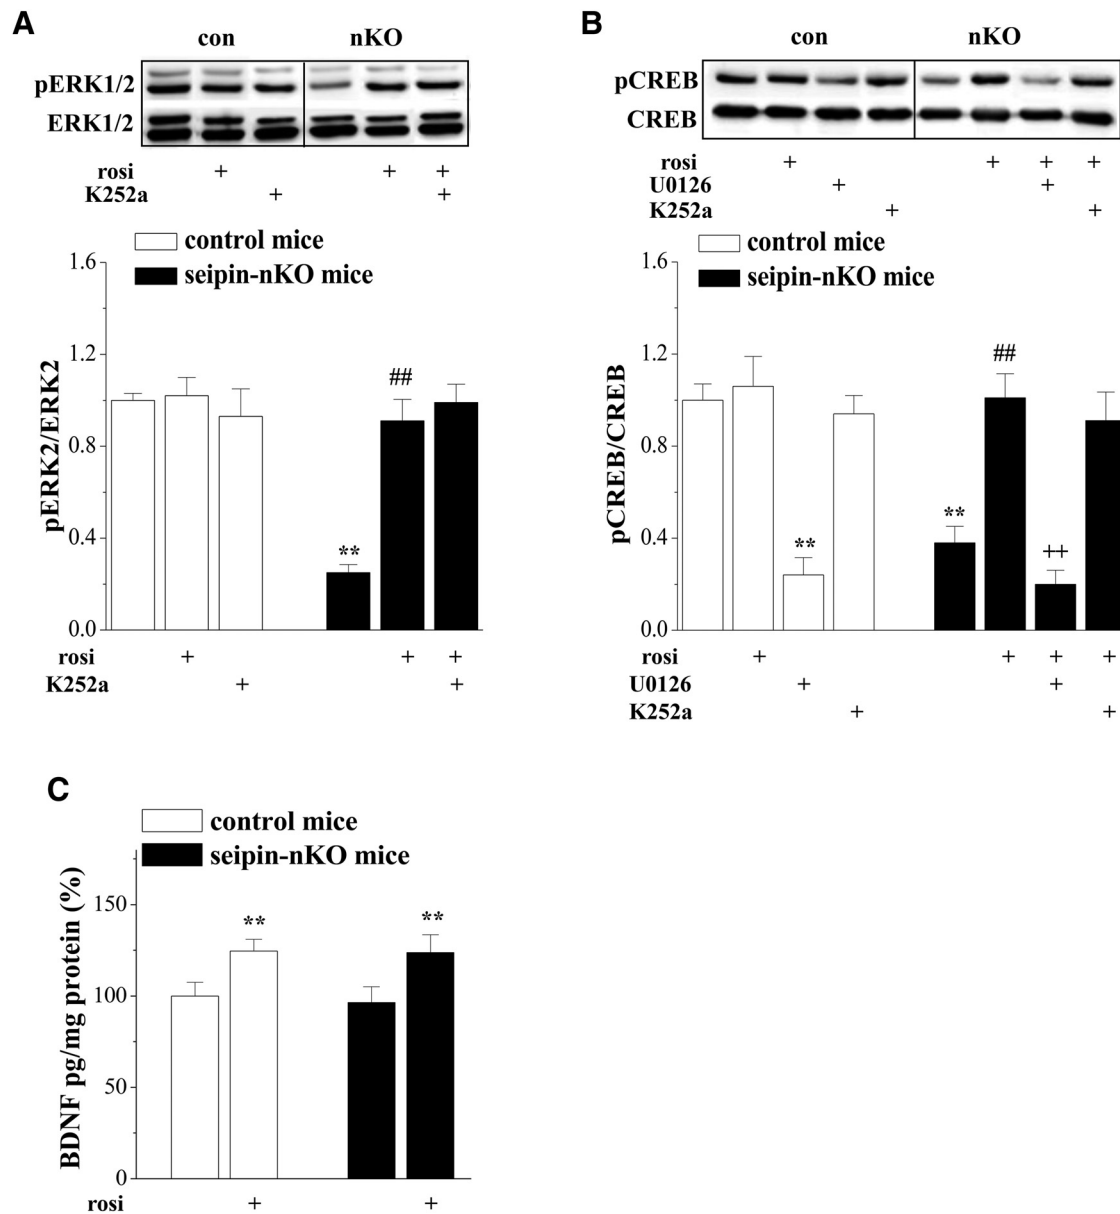 A
con nKO
pERK1/2
ERK1/2
rosi + + +
K252a + +
control mice
seipin-nKO mice
1.6
1.2
0.8
0.4
0.0
pERK2/ERK2
##
**
rosi + + +
K252a + +
B
con nKO
pCREB
CREB
rosi + + + +
U0126 + +
K252a + +
control mice
seipin-nKO mice
1.6
1.2
0.8
0.4
0.0
pCREB/CREB
##
**
**
++
rosi + + + +
U0126 + +
K252a + +
C
control mice
seipin-nKO mice
150
100
50
0
BDNF pg/mg protein (%)
** **
rosi + +